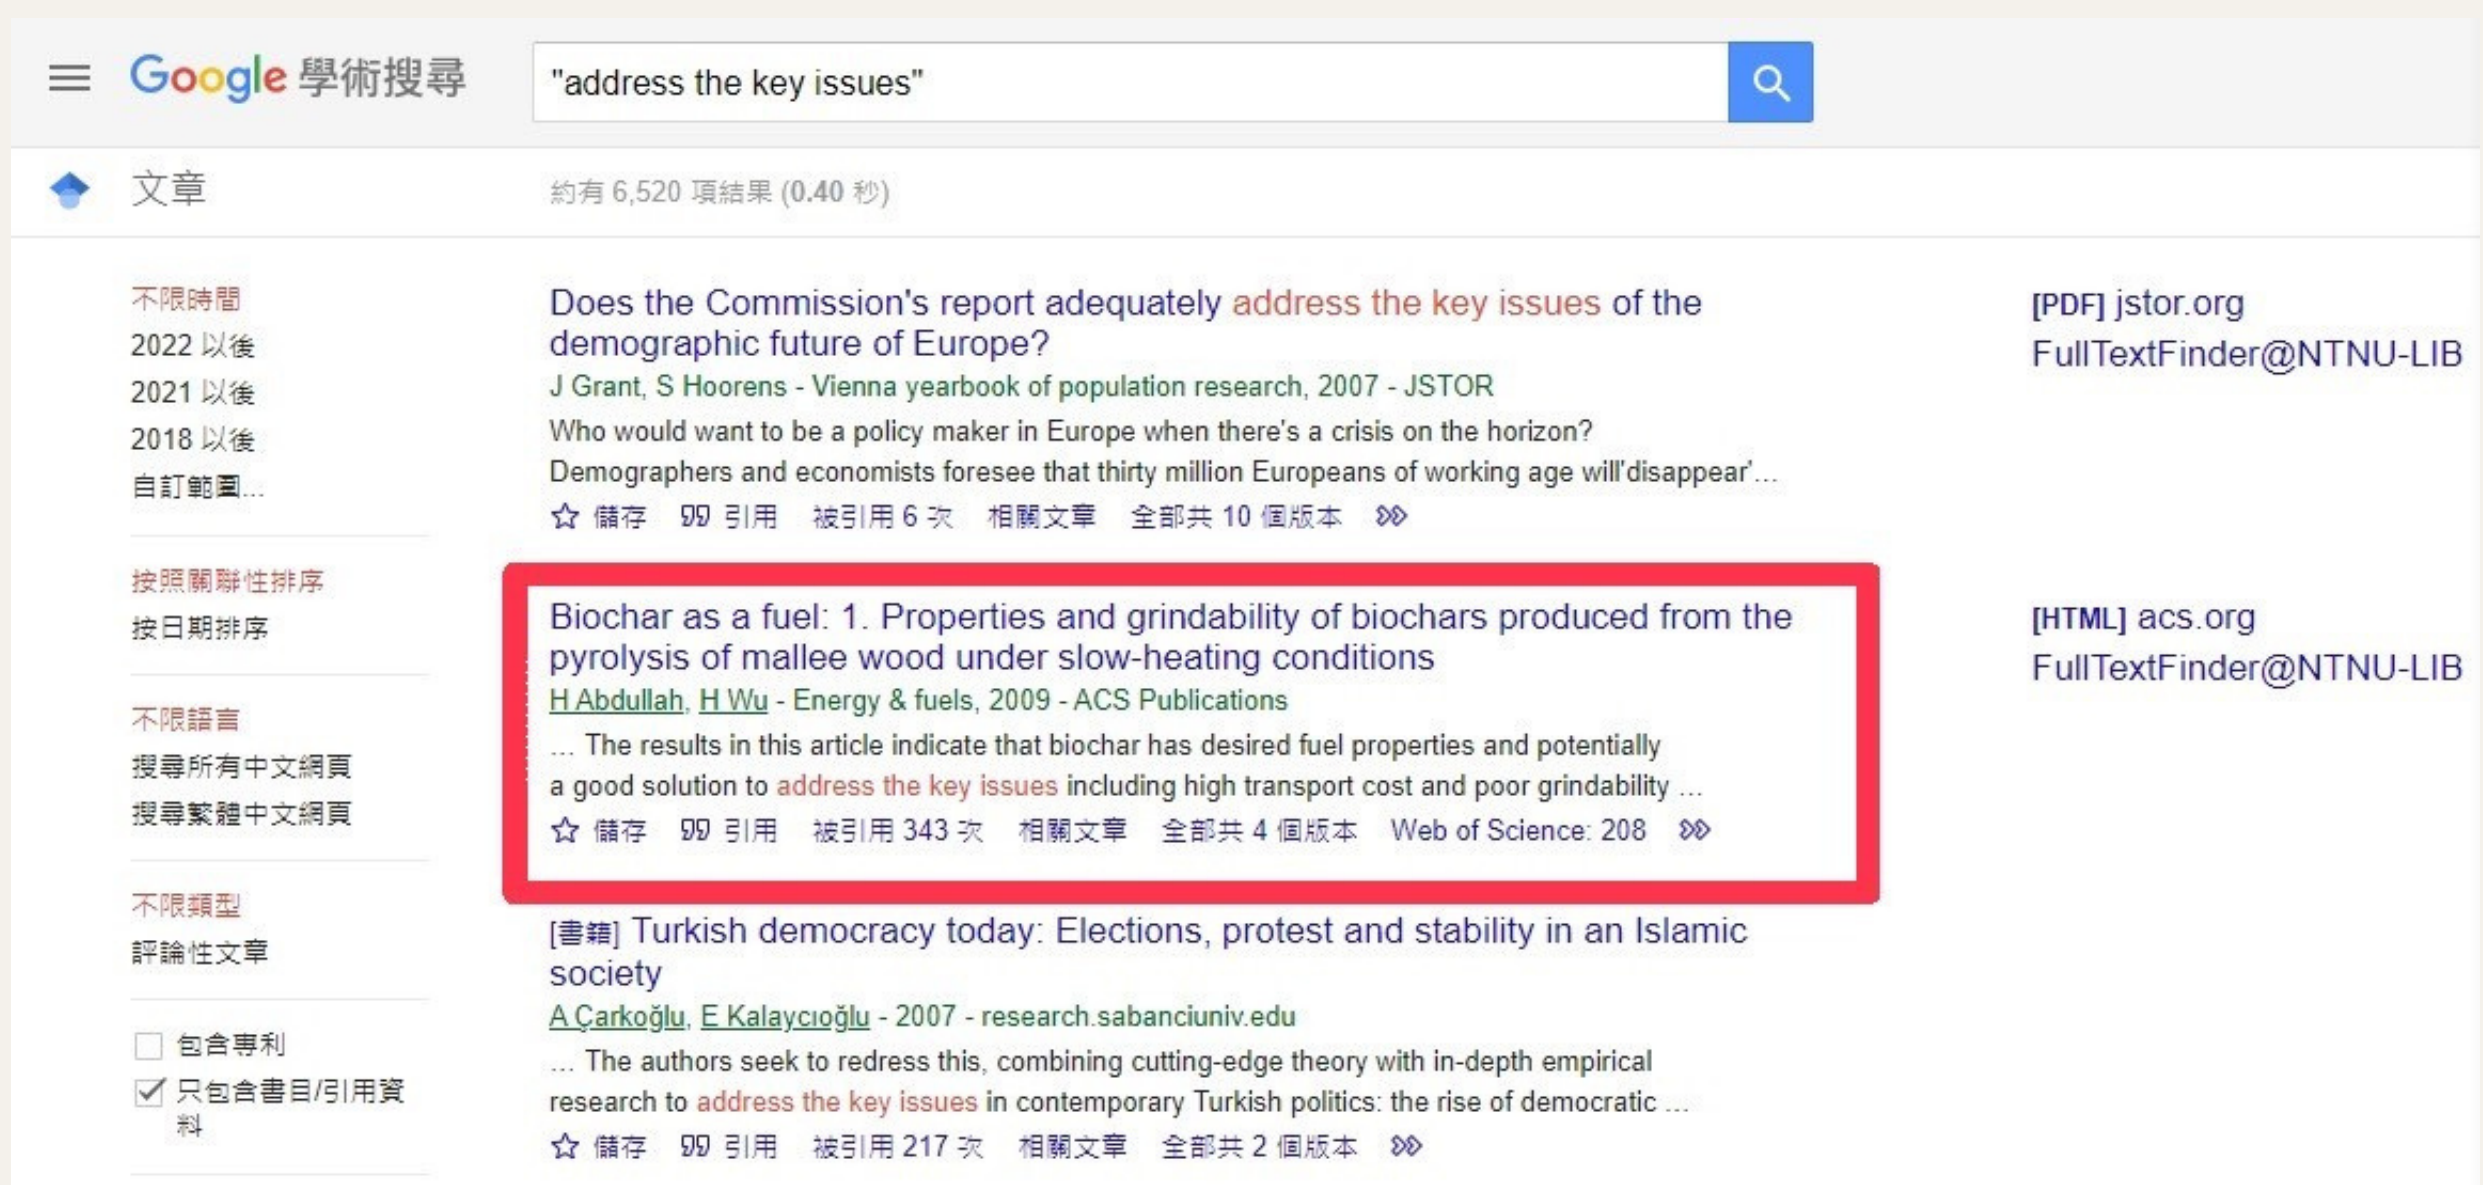 Google 學術搜尋
"address the key issues"
文章
約有 6,520 項結果 (0.40 秒)
不限時間
2022 以後
2021 以後
2018 以後
自訂範圍...
按照關聯性排序
按日期排序
不限語言
搜尋所有中文網頁
搜尋繁體中文網頁
不限類型
評論性文章
包含專利
只包含書目/引用資
料
Does the Commission's report adequately address the key issues of the
demographic future of Europe?
J Grant, S Hoorens - Vienna yearbook of population research, 2007 - JSTOR
Who would want to be a policy maker in Europe when there's a crisis on the horizon?
Demographers and economists foresee that thirty million Europeans of working age will'disappear'...
儲存 引用 被引用 6 次 相關文章 全部共 10 個版本
[PDF] jstor.org
FullTextFinder@NTNU-LIB
Biochar as a fuel: 1. Properties and grindability of biochars produced from the
pyrolysis of mallee wood under slow-heating conditions
H Abdullah, H Wu - Energy & fuels, 2009 - ACS Publications
... The results in this article indicate that biochar has desired fuel properties and potentially
a good solution to address the key issues including high transport cost and poor grindability ...
儲存 引用 被引用 343 次 相關文章 全部共 4 個版本 Web of Science: 208
[HTML] acs.org
FullTextFinder@NTNU-LIB
[書籍] Turkish democracy today: Elections, protest and stability in an Islamic
society
A Çarkoğlu, E Kalaycıoğlu - 2007 - research.sabanciuniv.edu
... The authors seek to redress this, combining cutting-edge theory with in-depth empirical
research to address the key issues in contemporary Turkish politics: the rise of democratic ...
儲存 引用 被引用 217 次 相關文章 全部共 2 個版本